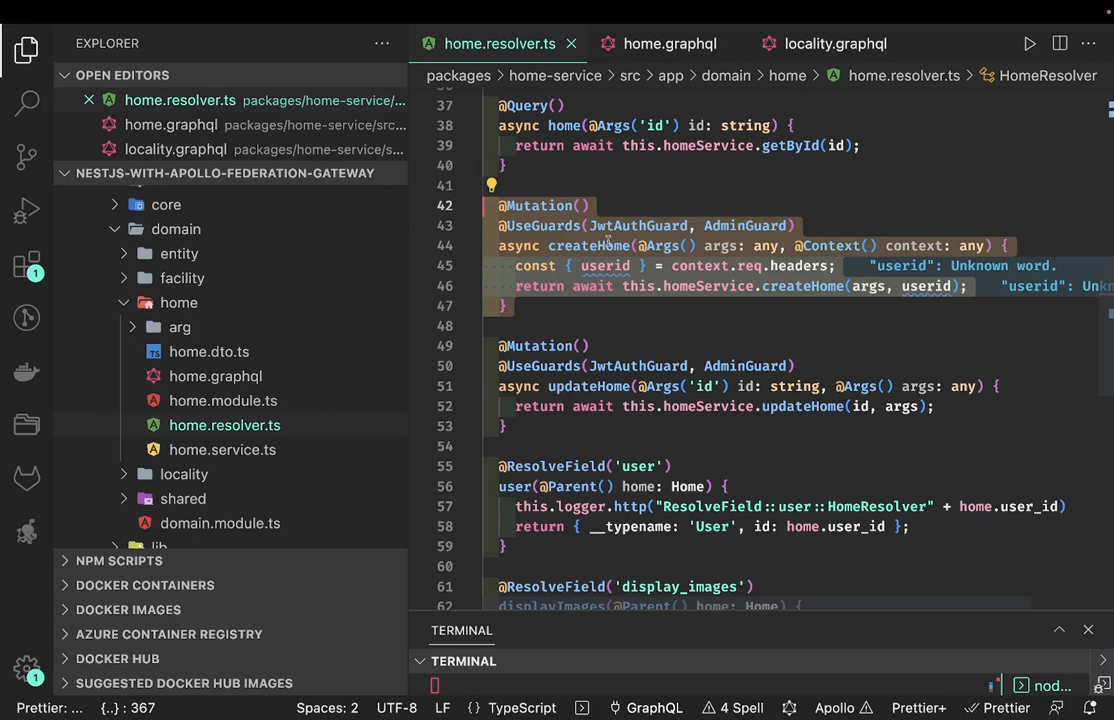 EXPLORER
OPEN EDITORS
home.resolver.ts packages/home-service/...
home.graphql packages/home-service/src...
locality.graphql packages/home-service/s...
NESTJS-WITH-APOLLO-FEDERATION-GATEWAY
core
domain
entity
facility
home
arg
home.dto.ts
home.graphql
home.module.ts
home.resolver.ts
home.service.ts
locality
shared
domain.module.ts
lib
NPM SCRIPTS
DOCKER CONTAINERS
DOCKER IMAGES
AZURE CONTAINER REGISTRY
DOCKER HUB
SUGGESTED DOCKER HUB IMAGES
1
1
home.resolver.ts home.graphql locality.graphql
packages > home-service > src > app > domain > home > home.resolver.ts > HomeResolver
37 @Query()
38 async home(@Args('id') id: string) {
39 return await this.homeService.getById(id);
40 }
41
42 @Mutation()
43 @UseGuards(JwtAuthGuard, AdminGuard)
44 async createHome(@Args() args: any, @Context() context: any) {
45 const { userid } = context.req.headers; "userid": Unknown word.
46 return await this.homeService.createHome(args, userid); "userid": Unk
47 }
48
49 @Mutation()
50 @UseGuards(JwtAuthGuard, AdminGuard)
51 async updateHome(@Args('id') id: string, @Args() args: any) {
52 return await this.homeService.updateHome(id, args);
53 }
54
55 @ResolveField('user')
56 user(@Parent() home: Home) {
57 this.logger.http("ResolveField::user::HomeResolver" + home.user_id)
58 return { __typename: 'User', id: home.user_id };
59 }
60
61 @ResolveField('display_images')
62 displayImages(@Parent() home: Home) {
TERMINAL
TERMINAL
nod...
Prettier: ... {..} : 367 Spaces: 2 UTF-8 LF {} TypeScript GraphQL 4 Spell Apollo Prettier+ Prettier